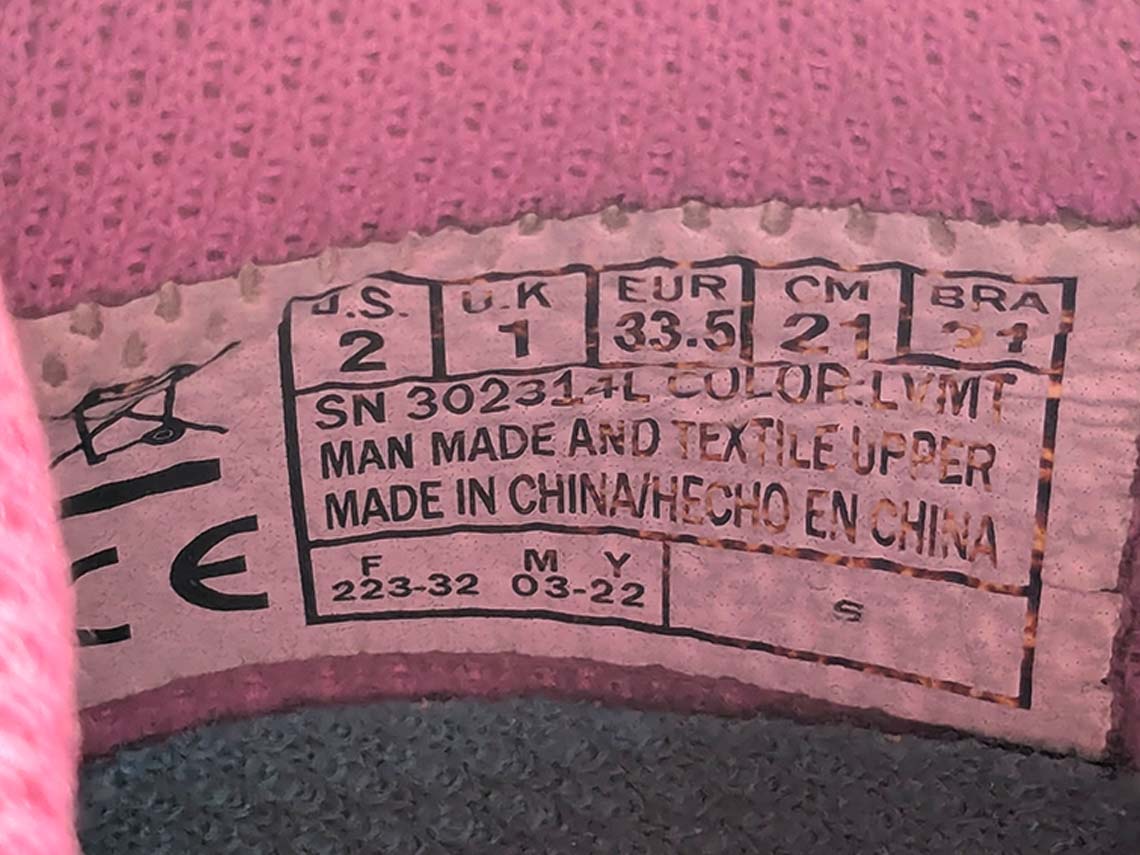 U.S. U.K EUR CM BRA
2 1 33.5 21 31
SN 302314L COLOR:LVMT
MAN MADE AND TEXTILE UPPER
MADE IN CHINA/HECHO EN CHINA
F M Y
223-32 03-22 S
CE